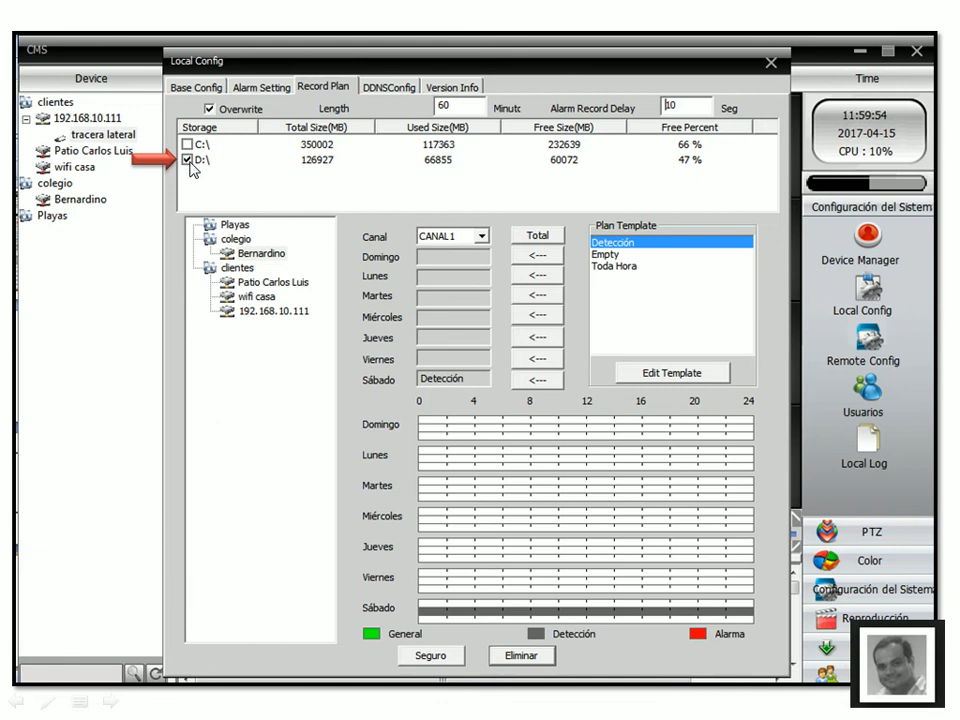 CMS
Local Config
Device
Time
Base Config Alarm Setting Record Plan DDNSConfig Version Info
clientes
192.168.10.111
tracera lateral
Patio Carlos Luis
wifi casa
colegio
Bernardino
Playas
Overwrite Length 60 Minutc Alarm Record Delay 10 Seg
Storage Total Size(MB) Used Size(MB) Free Size(MB) Free Percent
C:\ 350002 117363 232639 66 %
D:\ 126927 66855 60072 47 %
Playas
colegio
Bernardino
clientes
Patio Carlos Luis
wifi casa
192.168.10.111
Canal CANAL1 Total
Domingo <---
Lunes <---
Martes <---
Miércoles <---
Jueves <---
Viernes <---
Sábado Detección <---
Plan Template
Detección
Empty
Toda Hora
Edit Template
0 4 8 12 16 20 24
Domingo
Lunes
Martes
Miércoles
Jueves
Viernes
Sábado
General Detección Alarma
Seguro Eliminar
11:59:54
2017-04-15
CPU : 10%
Configuración del Sistem
Device Manager
Local Config
Remote Config
Usuarios
Local Log
PTZ
Color
Configuración del Sistema
Reproducción